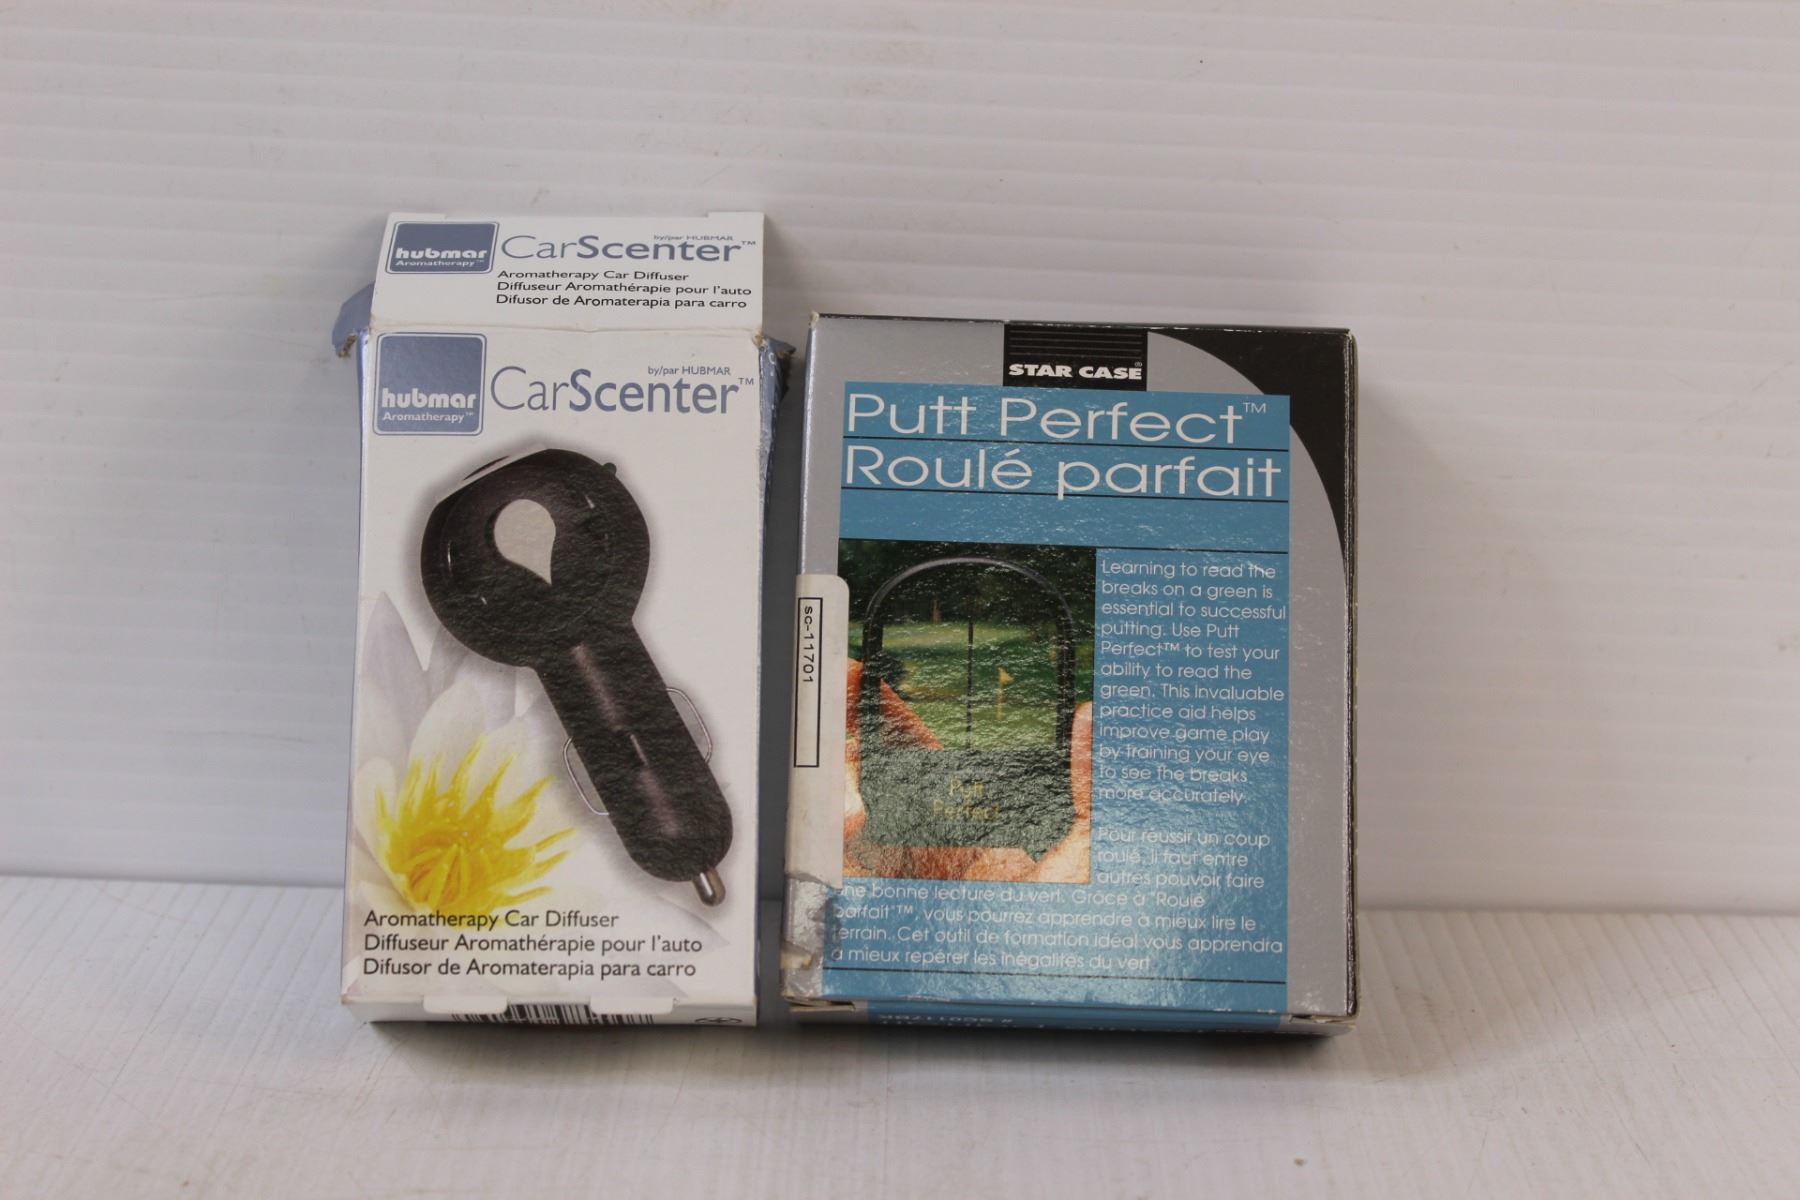 hubmar
Aromatherapy™
by/par HUBMAR
CarScenter™
Aromatherapy Car Diffuser
Diffuseur Aromathérapie pour l'auto
Difusor de Aromaterapia para carro
hubmar
Aromatherapy™
by/par HUBMAR
CarScenter™
Aromatherapy Car Diffuser
Diffuseur Aromathérapie pour l'auto
Difusor de Aromaterapia para carro
STAR CASE®
Putt Perfect™
Roulé parfait
sc-11701
Learning to read the
breaks on a green is
essential to successful
putting. Use Putt
Perfect™ to test your
ability to read the
green. This invaluable
practice aid helps
improve game play
by training your eye
to see the breaks
more accurately.
Putt
Perfect
Pour réussir un coup
roulé, il faut entre
autres pouvoir faire
une bonne lecture du vert. Grâce à "Roulé
parfait"™, vous pourrez apprendre à mieux lire le
terrain. Cet outil de formation idéal vous apprendra
à mieux repérer les inégalités du vert.